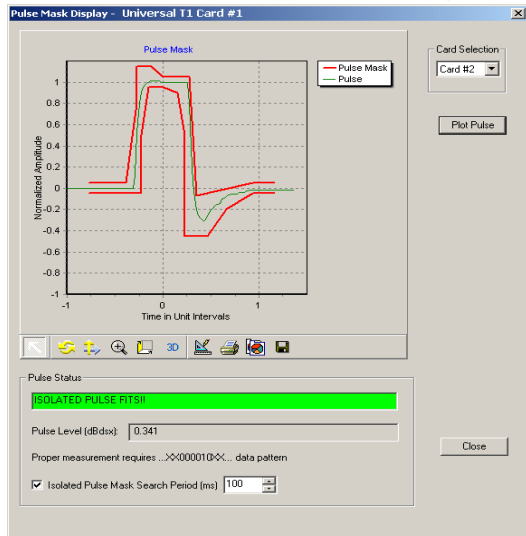 Pulse Mask Display - Universal T1 Card #1
Pulse Mask
Pulse Mask
Pulse
Card Selection
Card #2
Plot Pulse
Normalized Amplitude
1
0.8
0.6
0.4
0.2
0
-0.2
-0.4
-0.6
-0.8
-1
-1
0
1
Time in Unit Intervals
3D
Pulse Status
ISOLATED PULSE FITS!!
Pulse Level (dBdsx):
0.341
Proper measurement requires ...XX000010XX... data pattern
Isolated Pulse Mask Search Period (ms)
100
Close